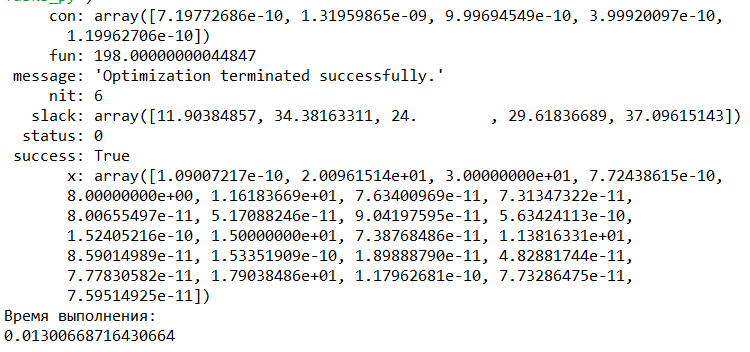 con: array([7.19772686e-10, 1.31959865e-09, 9.99694549e-10, 3.99920097e-10,
1.19962706e-10])
fun: 198.00000000044847
message: 'Optimization terminated successfully.'
nit: 6
slack: array([11.90384857, 34.38163311, 24.        , 29.61836689, 37.09615143])
status: 0
success: True
x: array([1.09007217e-10, 2.00961514e+01, 3.00000000e+01, 7.72438615e-10,
8.00000000e+00, 1.16183669e+01, 7.63400969e-11, 7.31347322e-11,
8.00655497e-11, 5.17088246e-11, 9.04197595e-11, 5.63424113e-10,
1.52405216e-10, 1.50000000e+01, 7.38768486e-11, 1.13816331e+01,
8.59014989e-11, 1.53351909e-10, 1.89888790e-11, 4.82881744e-11,
7.77830582e-11, 1.79038486e+01, 1.17962681e-10, 7.73286475e-11,
7.59514925e-11])
Время выполнения:
0.01300668716430664